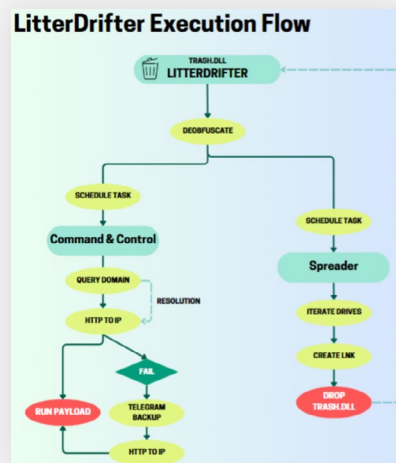 LitterDrifter Execution Flow
TRASH.DLL
LITTERDRIFTER
DEOBFUSCATE
SCHEDULE TASK
SCHEDULE TASK
Command & Control
Spreader
QUERY DOMAIN
RESOLUTION
HTTP TO IP
ITERATE DRIVES
CREATE LNK
FAIL
RUN PAYLOAD
TELEGRAM
BACKUP
DROP
TRASH.DLL
HTTP TO IP